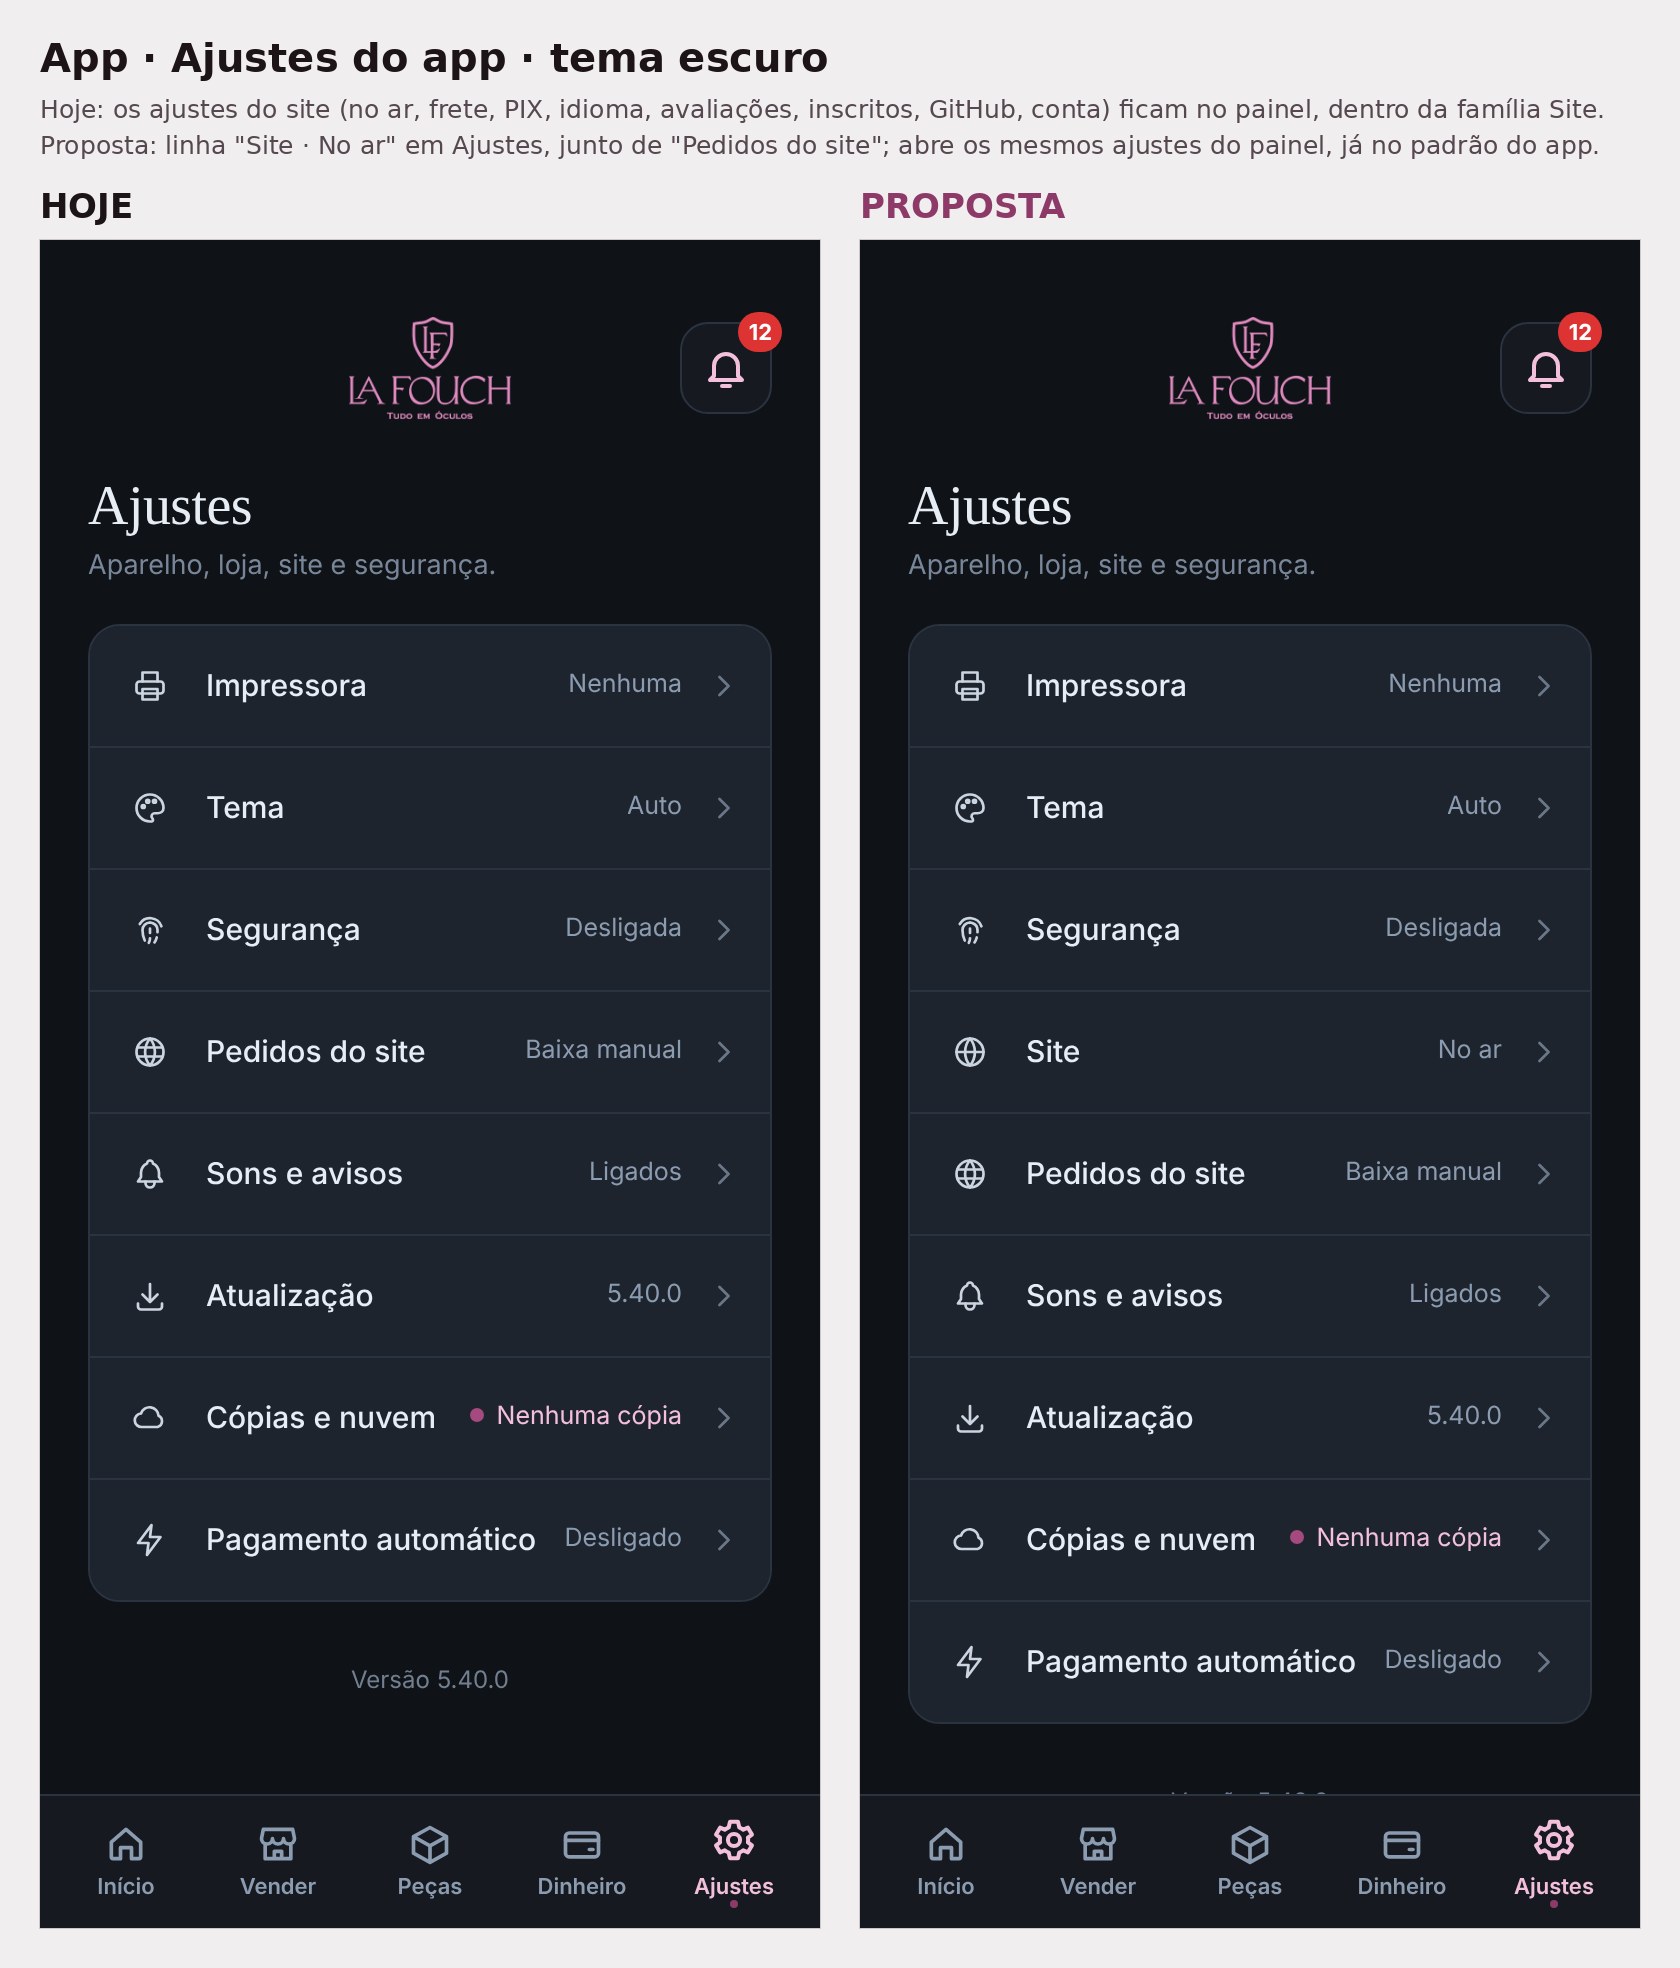 App · Ajustes do app · tema escuro
Hoje: os ajustes do site (no ar, frete, PIX, idioma, avaliações, inscritos, GitHub, conta) ficam no painel, dentro da família Site.
Proposta: linha "Site · No ar" em Ajustes, junto de "Pedidos do site"; abre os mesmos ajustes do painel, já no padrão do app.
HOJE
LF
LA FOUCH
TUDO EM ÓCULOS
12
Ajustes
Aparelho, loja, site e segurança.
Impressora Nenhuma
Tema Auto
Segurança Desligada
Pedidos do site Baixa manual
Sons e avisos Ligados
Atualização 5.40.0
Cópias e nuvem Nenhuma cópia
Pagamento automático Desligado
Versão 5.40.0
Início Vender Peças Dinheiro Ajustes
PROPOSTA
LF
LA FOUCH
TUDO EM ÓCULOS
12
Ajustes
Aparelho, loja, site e segurança.
Impressora Nenhuma
Tema Auto
Segurança Desligada
Site No ar
Pedidos do site Baixa manual
Sons e avisos Ligados
Atualização 5.40.0
Cópias e nuvem Nenhuma cópia
Pagamento automático Desligado
Início Vender Peças Dinheiro Ajustes